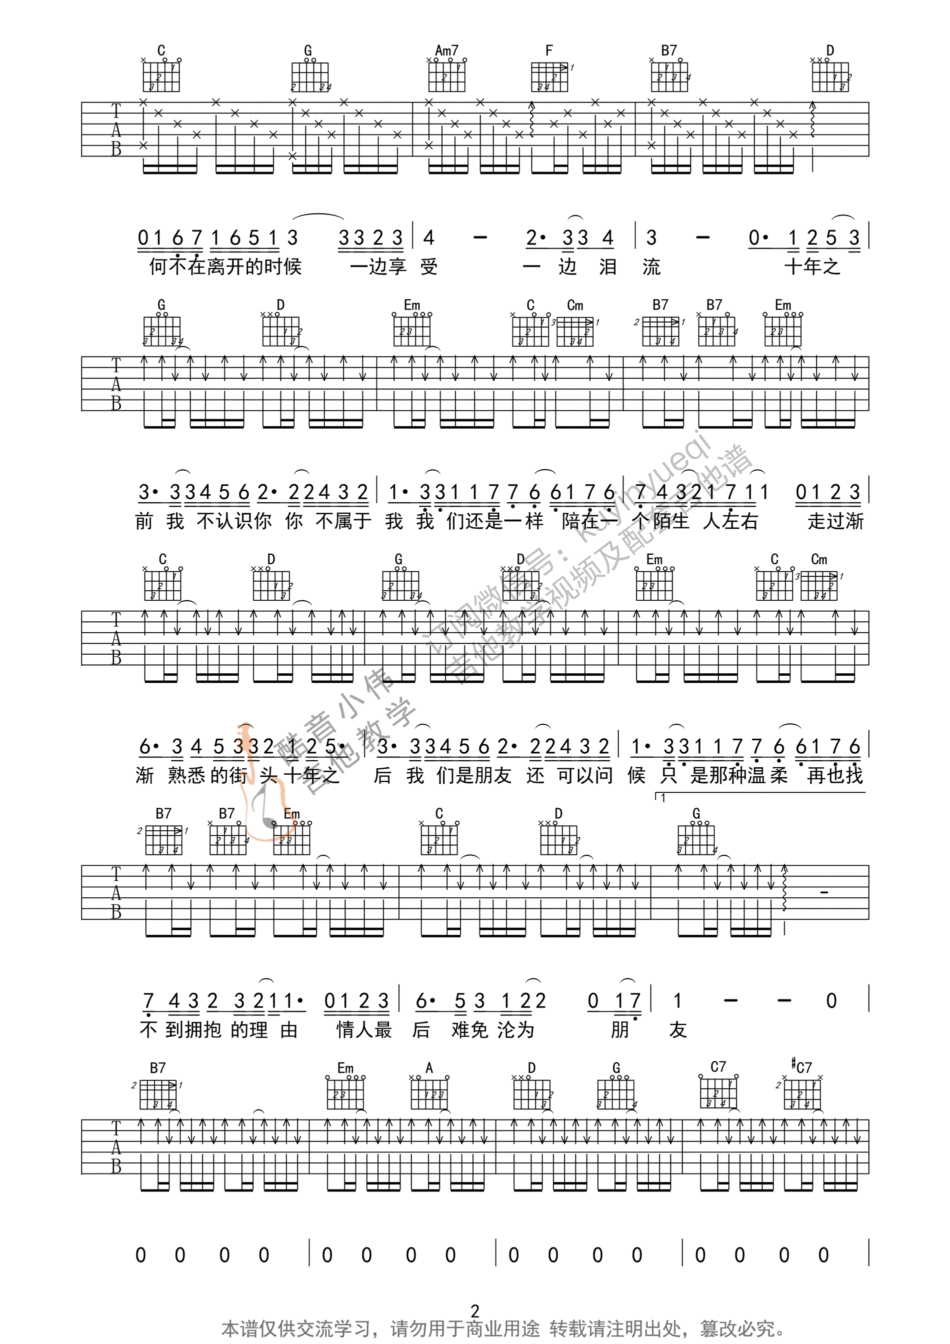 C G Am7 F B7 D
T A B
0 1 6 7 1 6 5 1 3 3 3 2 3 | 4 - 2· 3 3 4 | 3 - 0· 1 2 5 3
何不在离开的时候 一边享 受 一 边 泪 流 十年之
G D Em C Cm B7 B7 Em
T A B
3· 3 3 4 5 6 2· 2 2 4 3 2 | 1· 3 3 1 1 7 7 6 6 1 7 6 | 7 4 3 2 1 7 1 1 0 1 2 3
前 我 不认识你 你 不属于 我 我 们还是一样 陪在一 个陌生 人左右 走过渐
C D G D Em C Cm
T A B
6· 3 4 5 3 3 2 1 2 5· | 3· 3 3 4 5 6 2· 2 2 4 3 2 | 1· 3 3 1 1 7 7 6 6 1 7 6
渐 熟悉的街 头十年之 后 我 们是朋友 还 可以问 候 只 是那种温柔 再也找
1
B7 B7 Em C D G
T A B
7 4 3 2 3 2 1 1· 0 1 2 3 | 6· 5 3 1 2 2 0 1 7 | 1 - - 0
不 到拥抱的理由 情人最 后 难免 沦为 朋 友
B7 Em A D G C7 #C7
T A B
0 0 0 0 | 0 0 0 0 | 0 0 0 0 | 0 0 0 0
酷音小伟
吉他教学
订阅微信号：kuyinyueqi
吉他教学视频及配套吉他谱
2
本谱仅供交流学习，请勿用于商业用途 转载请注明出处，篡改必究。